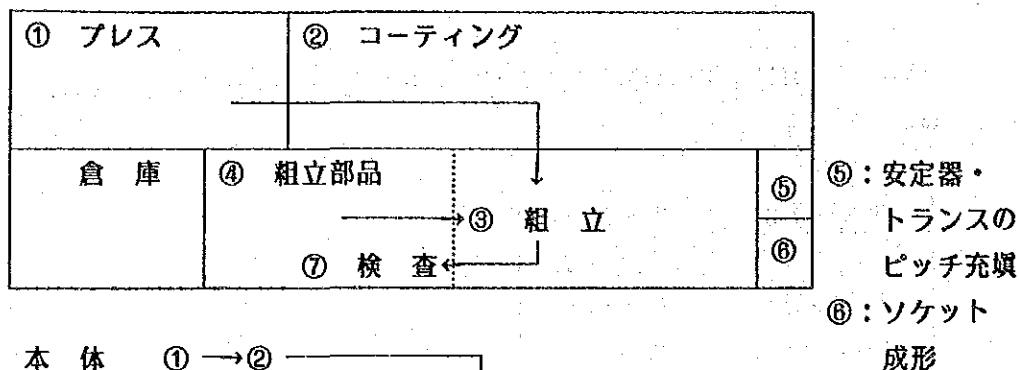 ① プレス
② コーティング
倉 庫
④ 組立部品
⑤
③ 組 立
⑥
⑦ 検 査
⑤：安定器・
トランスの
ピッチ充塡
⑥：ソケット
成形
本 体 ① → ②